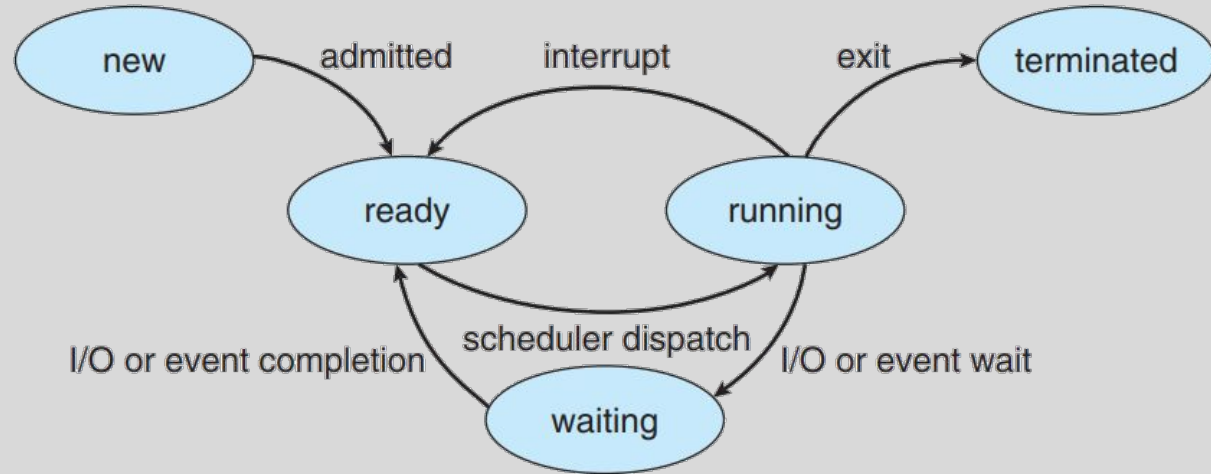 new
admitted
interrupt
exit
terminated
ready
running
I/O or event completion
scheduler dispatch
I/O or event wait
waiting